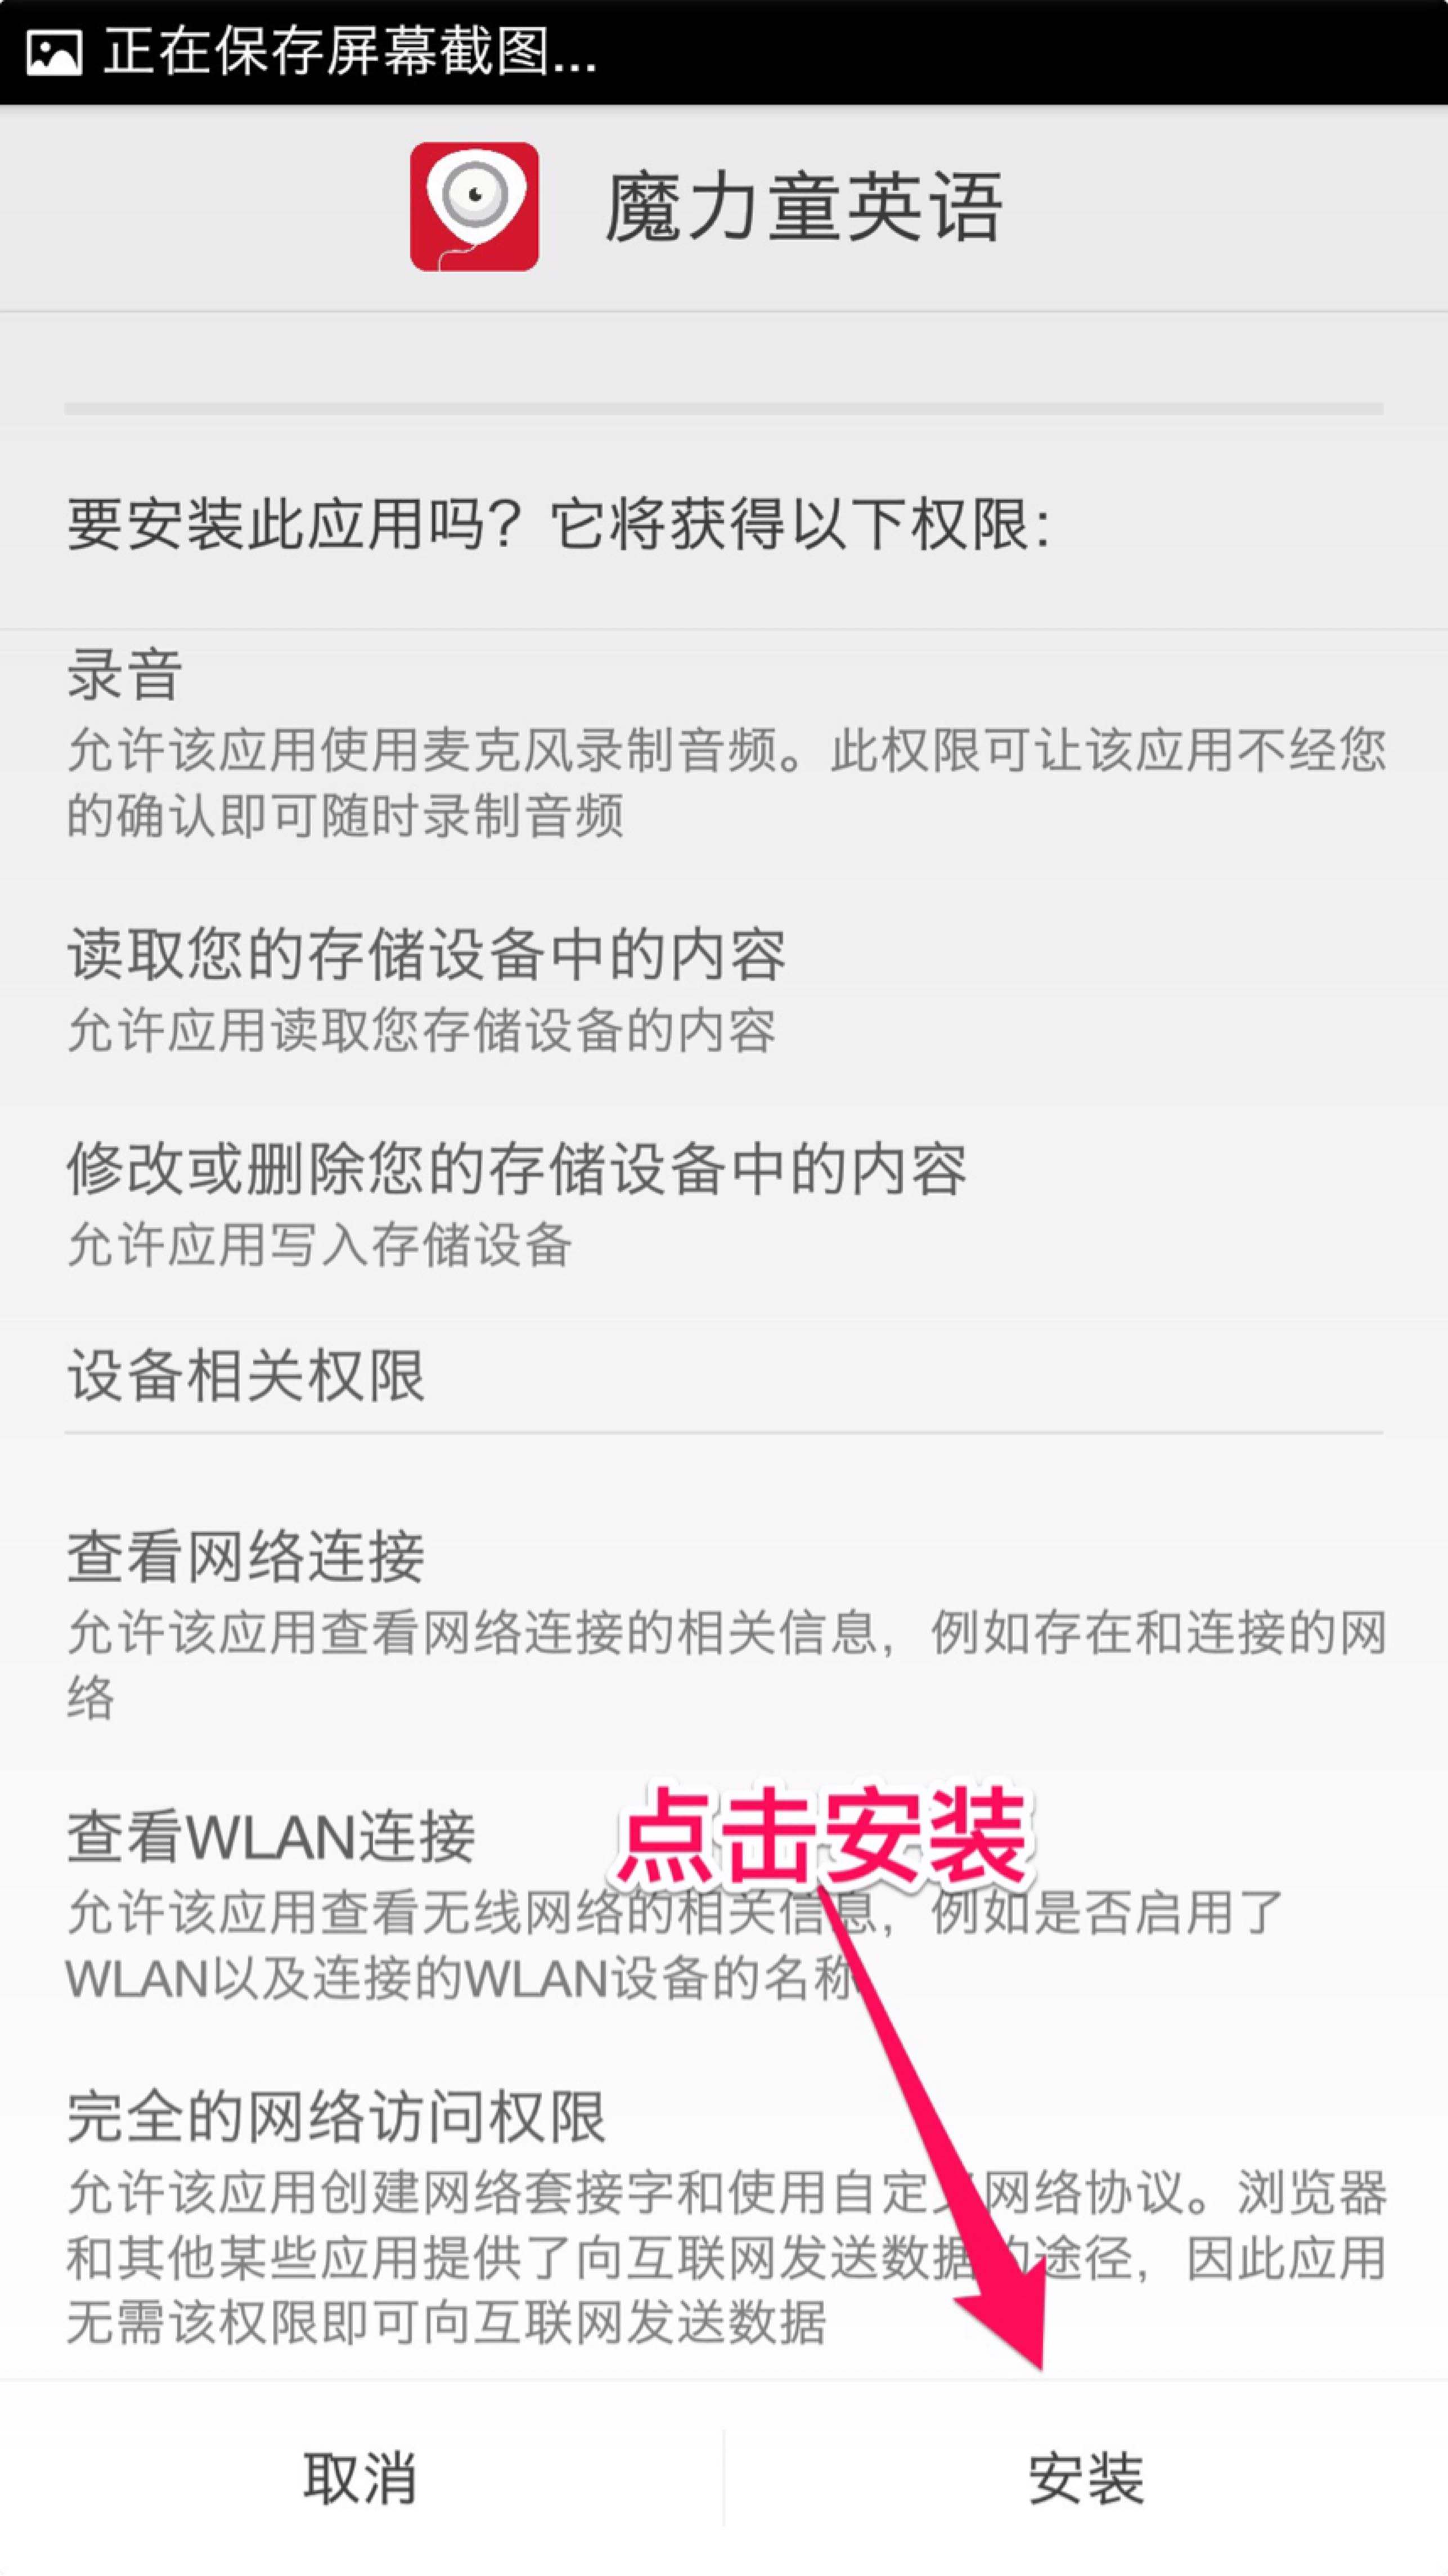 正在保存屏幕截图...
魔力童英语
要安装此应用吗？它将获得以下权限：
录音
允许该应用使用麦克风录制音频。此权限可让该应用不经您
的确认即可随时录制音频
读取您的存储设备中的内容
允许应用读取您存储设备的内容
修改或删除您的存储设备中的内容
允许应用写入存储设备
设备相关权限
查看网络连接
允许该应用查看网络连接的相关信息，例如存在和连接的网
络
点击安装
查看WLAN连接
允许该应用查看无线网络的相关信息，例如是否启用了
WLAN以及连接的WLAN设备的名称
完全的网络访问权限
允许该应用创建网络套接字和使用自定义网络协议。浏览器
和其他某些应用提供了向互联网发送数据的途径，因此应用
无需该权限即可向互联网发送数据
取消
安装